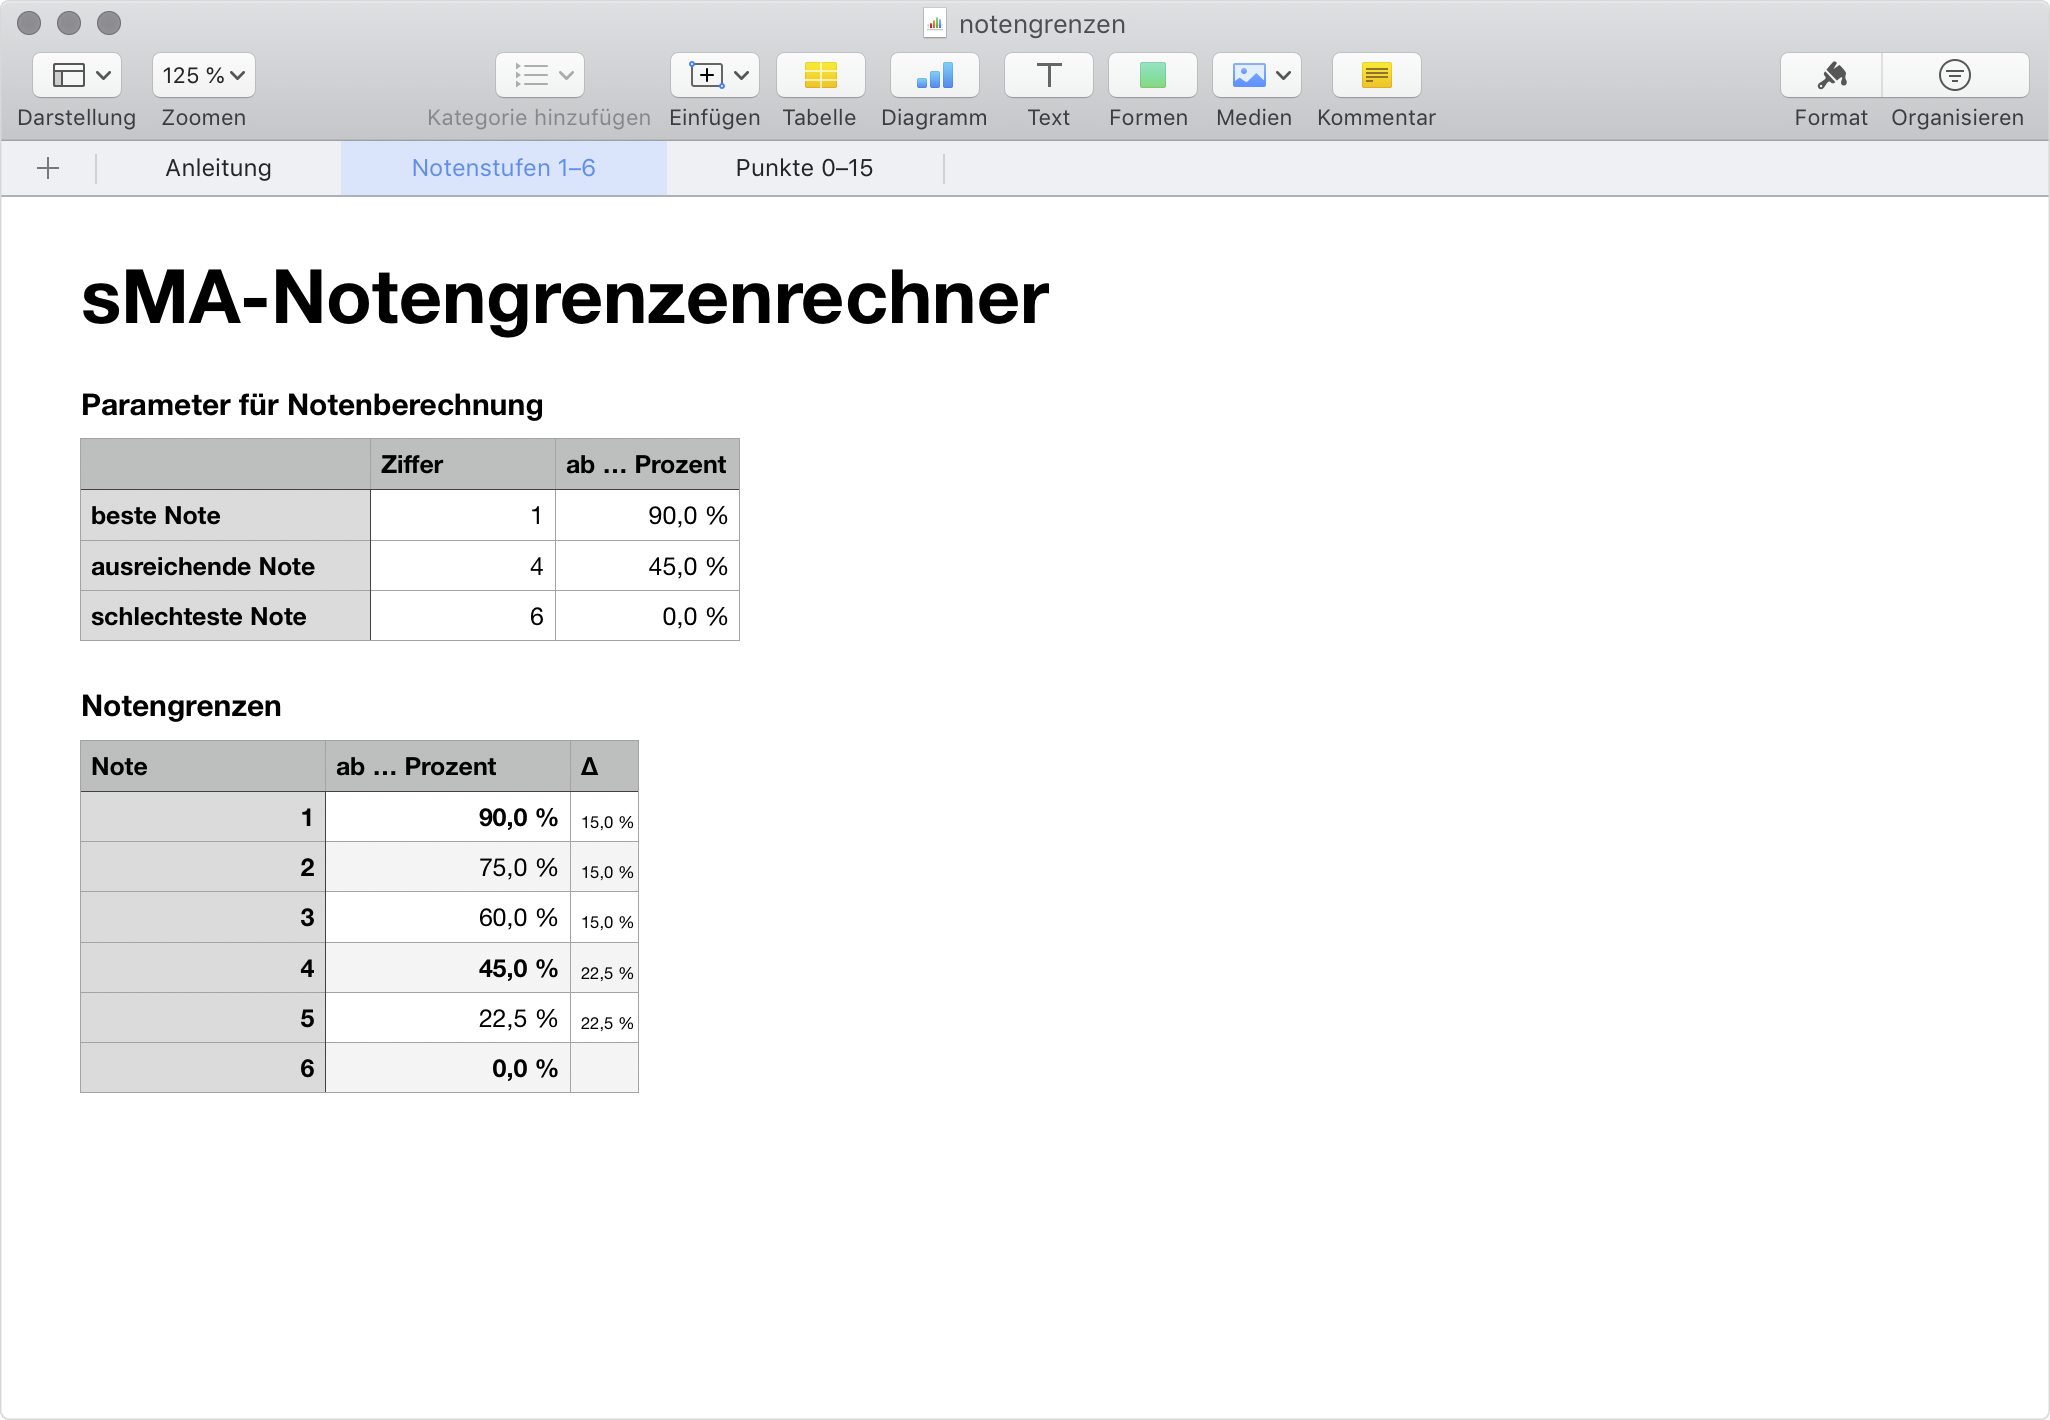 notengrenzen
125 %
Darstellung Zoomen Kategorie hinzufügen Einfügen Tabelle Diagramm Text Formen Medien Kommentar Format Organisieren
Anleitung Notenstufen 1–6 Punkte 0–15
sMA-Notengrenzenrechner
Parameter für Notenberechnung
Ziffer ab … Prozent
beste Note 1 90,0 %
ausreichende Note 4 45,0 %
schlechteste Note 6 0,0 %
Notengrenzen
Note ab … Prozent Δ
1 90,0 % 15,0 %
2 75,0 % 15,0 %
3 60,0 % 15,0 %
4 45,0 % 22,5 %
5 22,5 % 22,5 %
6 0,0 %